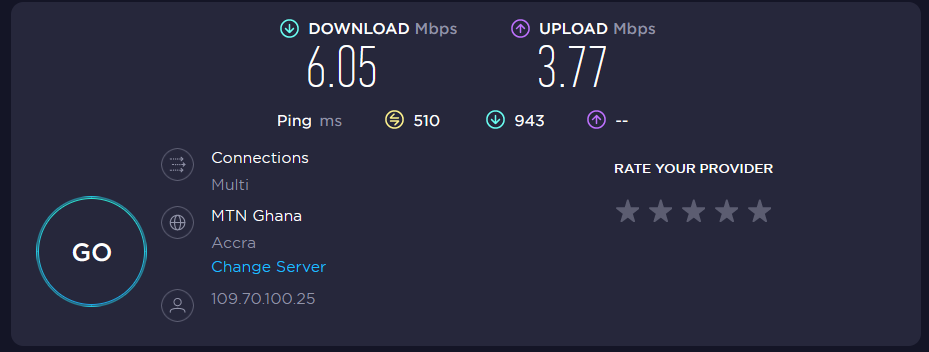 DOWNLOAD Mbps
6.05
UPLOAD Mbps
3.77
Ping ms 510 943 --
Connections
Multi
MTN Ghana
Accra
Change Server
109.70.100.25
GO
RATE YOUR PROVIDER